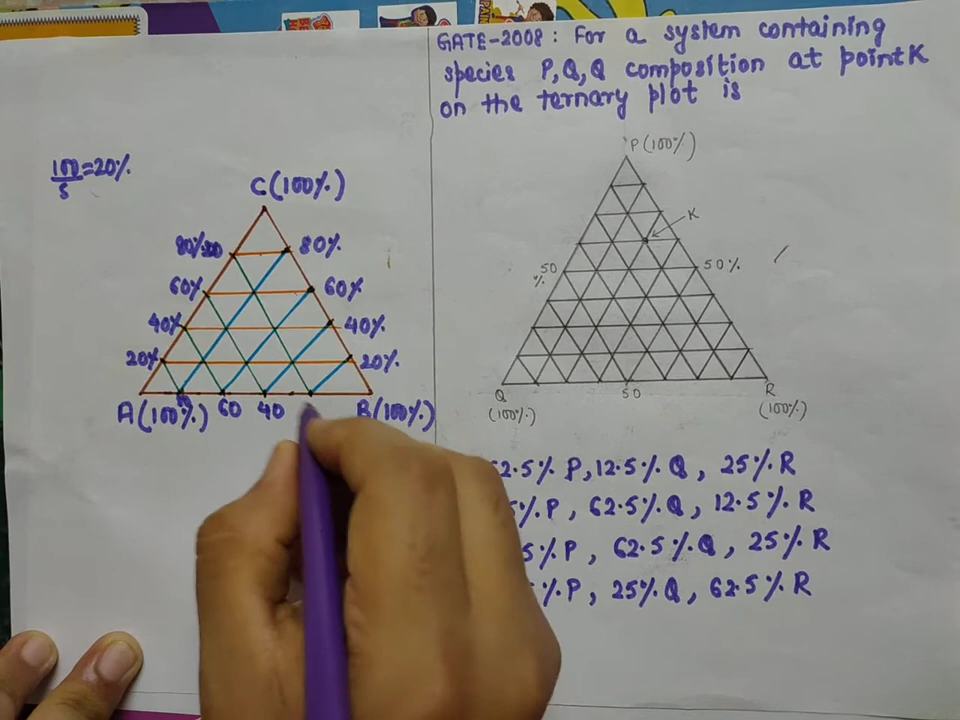 GATE-2008: For a system containing
species P,Q,Q composition at point K
on the ternary plot is
100/5=20%
C(100%)
80%
80%
60%
60%
40%
40%
20%
20%
A(100%)
60
40
B(100%)
P(100%)
K
50
%
50%
Q
(100%)
50
R
(100%)
62.5% P, 12.5% Q, 25% R
5% P, 62.5% Q, 12.5% R
5% P, 62.5% Q, 25% R
% P, 25% Q, 62.5% R